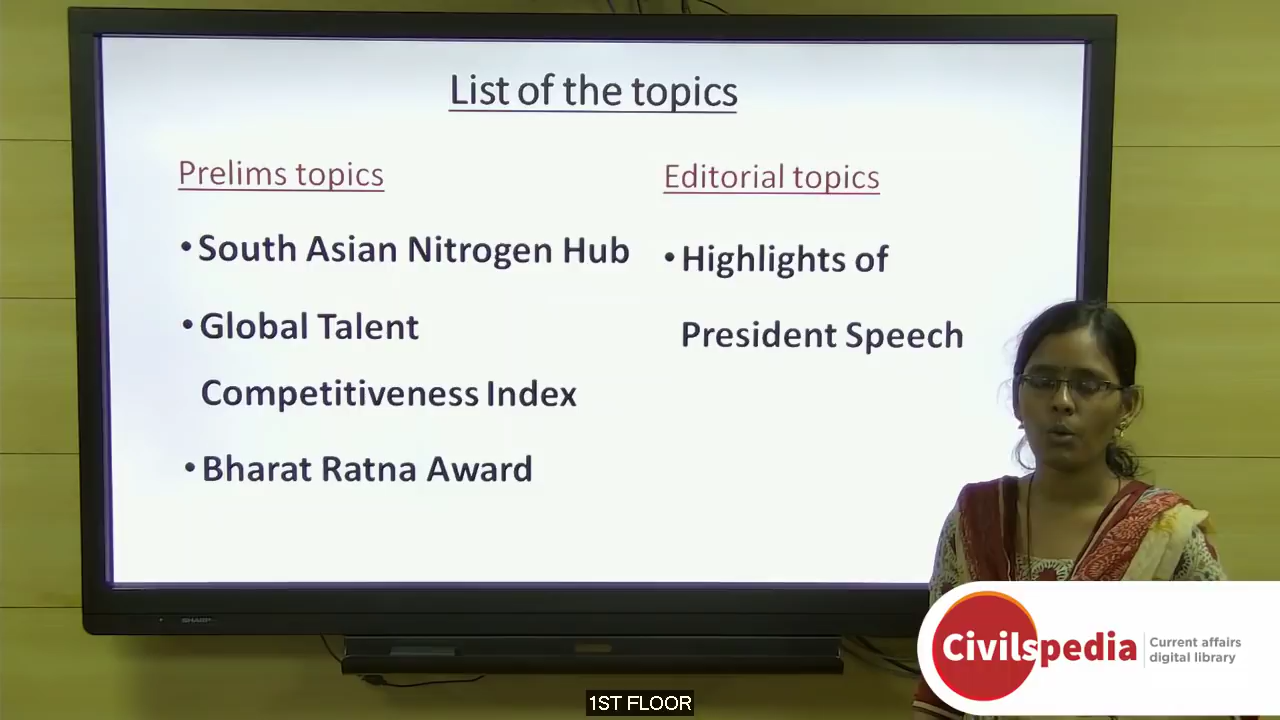 List of the topics
Prelims topics
• South Asian Nitrogen Hub
• Global Talent
Competitiveness Index
• Bharat Ratna Award
Editorial topics
• Highlights of
President Speech
SHARP
Civilspedia
Current affairs
digital library
1ST FLOOR